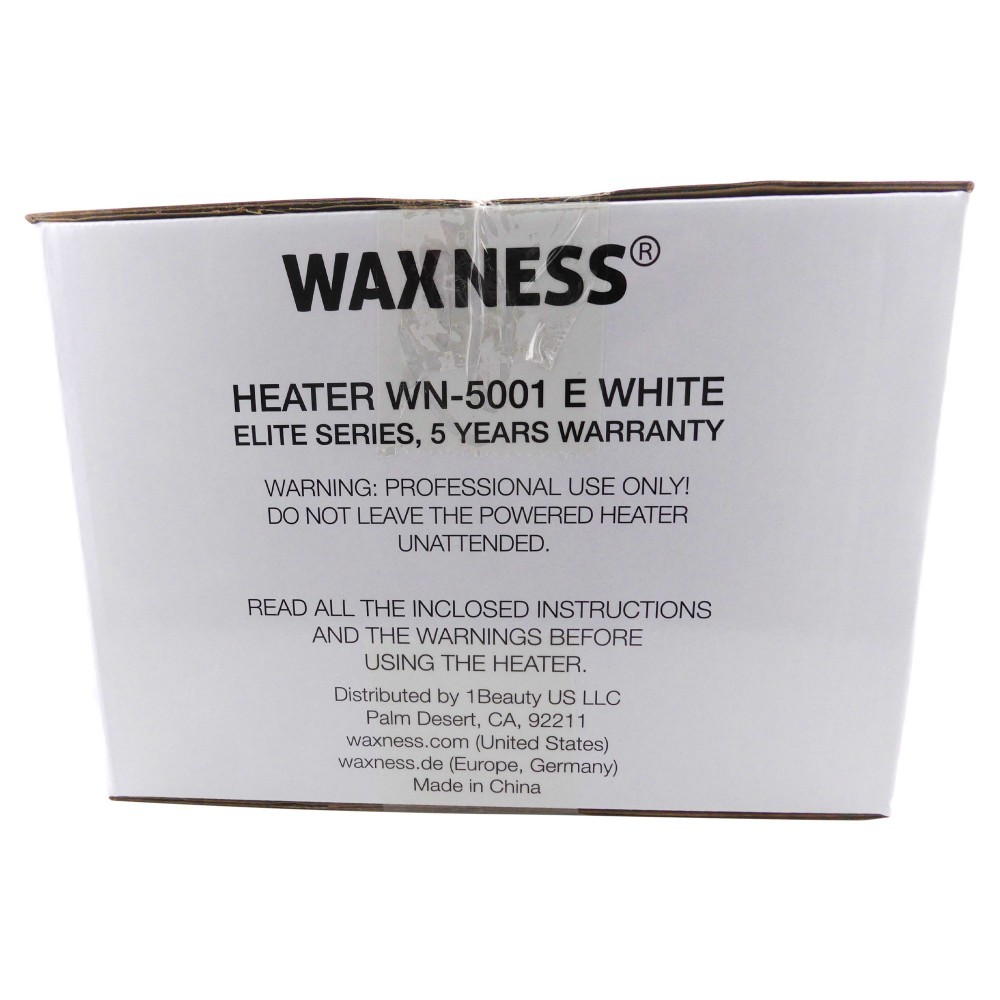 WAXNESS®
HEATER WN-5001 E WHITE
ELITE SERIES, 5 YEARS WARRANTY
WARNING: PROFESSIONAL USE ONLY!
DO NOT LEAVE THE POWERED HEATER
UNATTENDED.
READ ALL THE INCLOSED INSTRUCTIONS
AND THE WARNINGS BEFORE
USING THE HEATER.
Distributed by 1Beauty US LLC
Palm Desert, CA, 92211
waxness.com (United States)
waxness.de (Europe, Germany)
Made in China